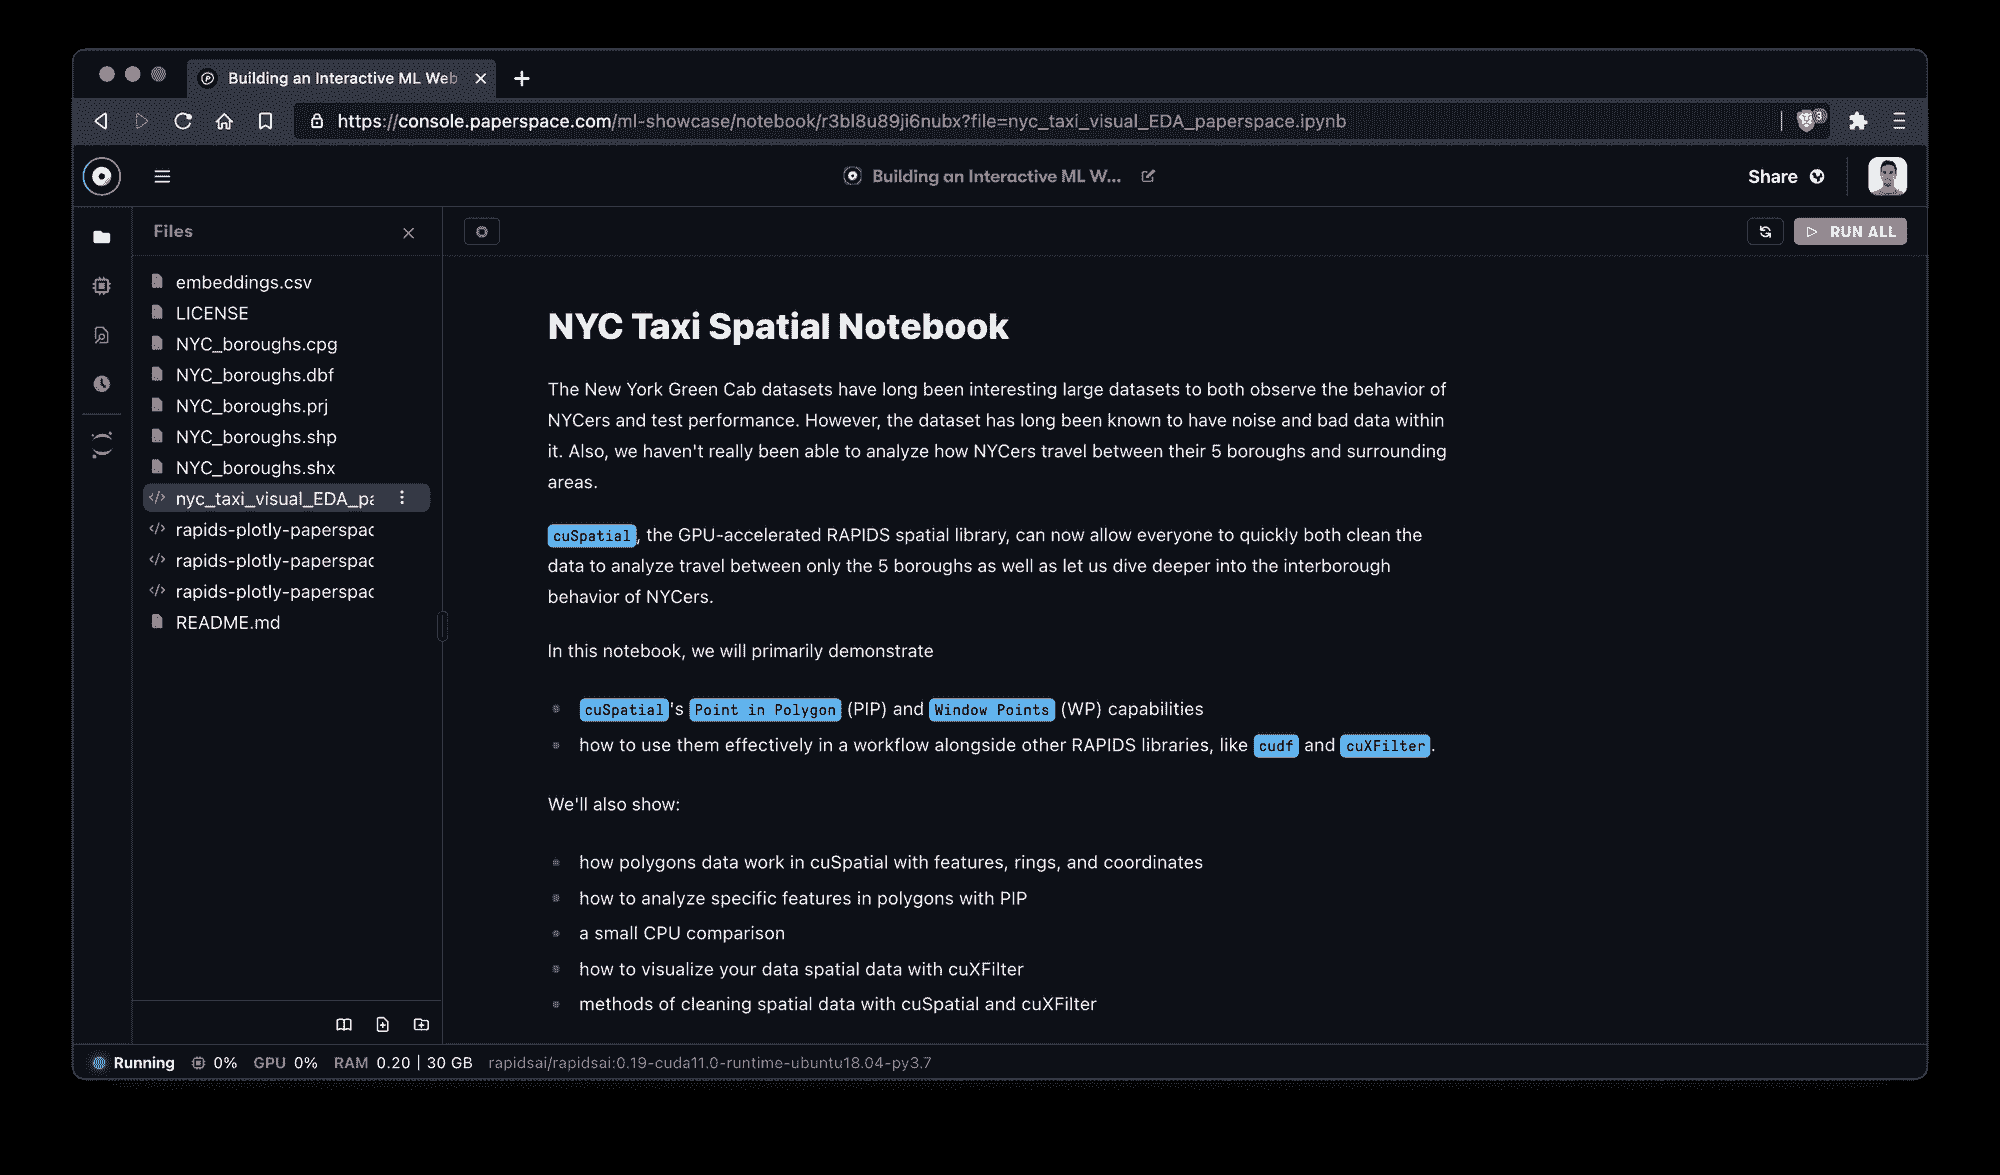 Building an Interactive ML Web
https://console.paperspace.com/ml-showcase/notebook/r3bl8u89ji6nubx?file=nyc_taxi_visual_EDA_paperspace.ipynb
3
Building an Interactive ML W...
Share
Files
RUN ALL
embeddings.csv
LICENSE
NYC_boroughs.cpg
NYC_boroughs.dbf
NYC_boroughs.prj
NYC_boroughs.shp
NYC_boroughs.shx
nyc_taxi_visual_EDA_pa
rapids-plotly-paperspac
rapids-plotly-paperspac
rapids-plotly-paperspac
README.md
NYC Taxi Spatial Notebook
The New York Green Cab datasets have long been interesting large datasets to both observe the behavior of
NYCers and test performance. However, the dataset has long been known to have noise and bad data within
it. Also, we haven't really been able to analyze how NYCers travel between their 5 boroughs and surrounding
areas.
cuSpatial, the GPU-accelerated RAPIDS spatial library, can now allow everyone to quickly both clean the
data to analyze travel between only the 5 boroughs as well as let us dive deeper into the interborough
behavior of NYCers.
In this notebook, we will primarily demonstrate
cuSpatial's Point in Polygon (PIP) and Window Points (WP) capabilities
how to use them effectively in a workflow alongside other RAPIDS libraries, like cudf and cuXFilter.
We'll also show:
how polygons data work in cuSpatial with features, rings, and coordinates
how to analyze specific features in polygons with PIP
a small CPU comparison
how to visualize your data spatial data with cuXFilter
methods of cleaning spatial data with cuSpatial and cuXFilter
Running 0% GPU 0% RAM 0.20 | 30 GB rapidsai/rapidsai:0.19-cuda11.0-runtime-ubuntu18.04-py3.7